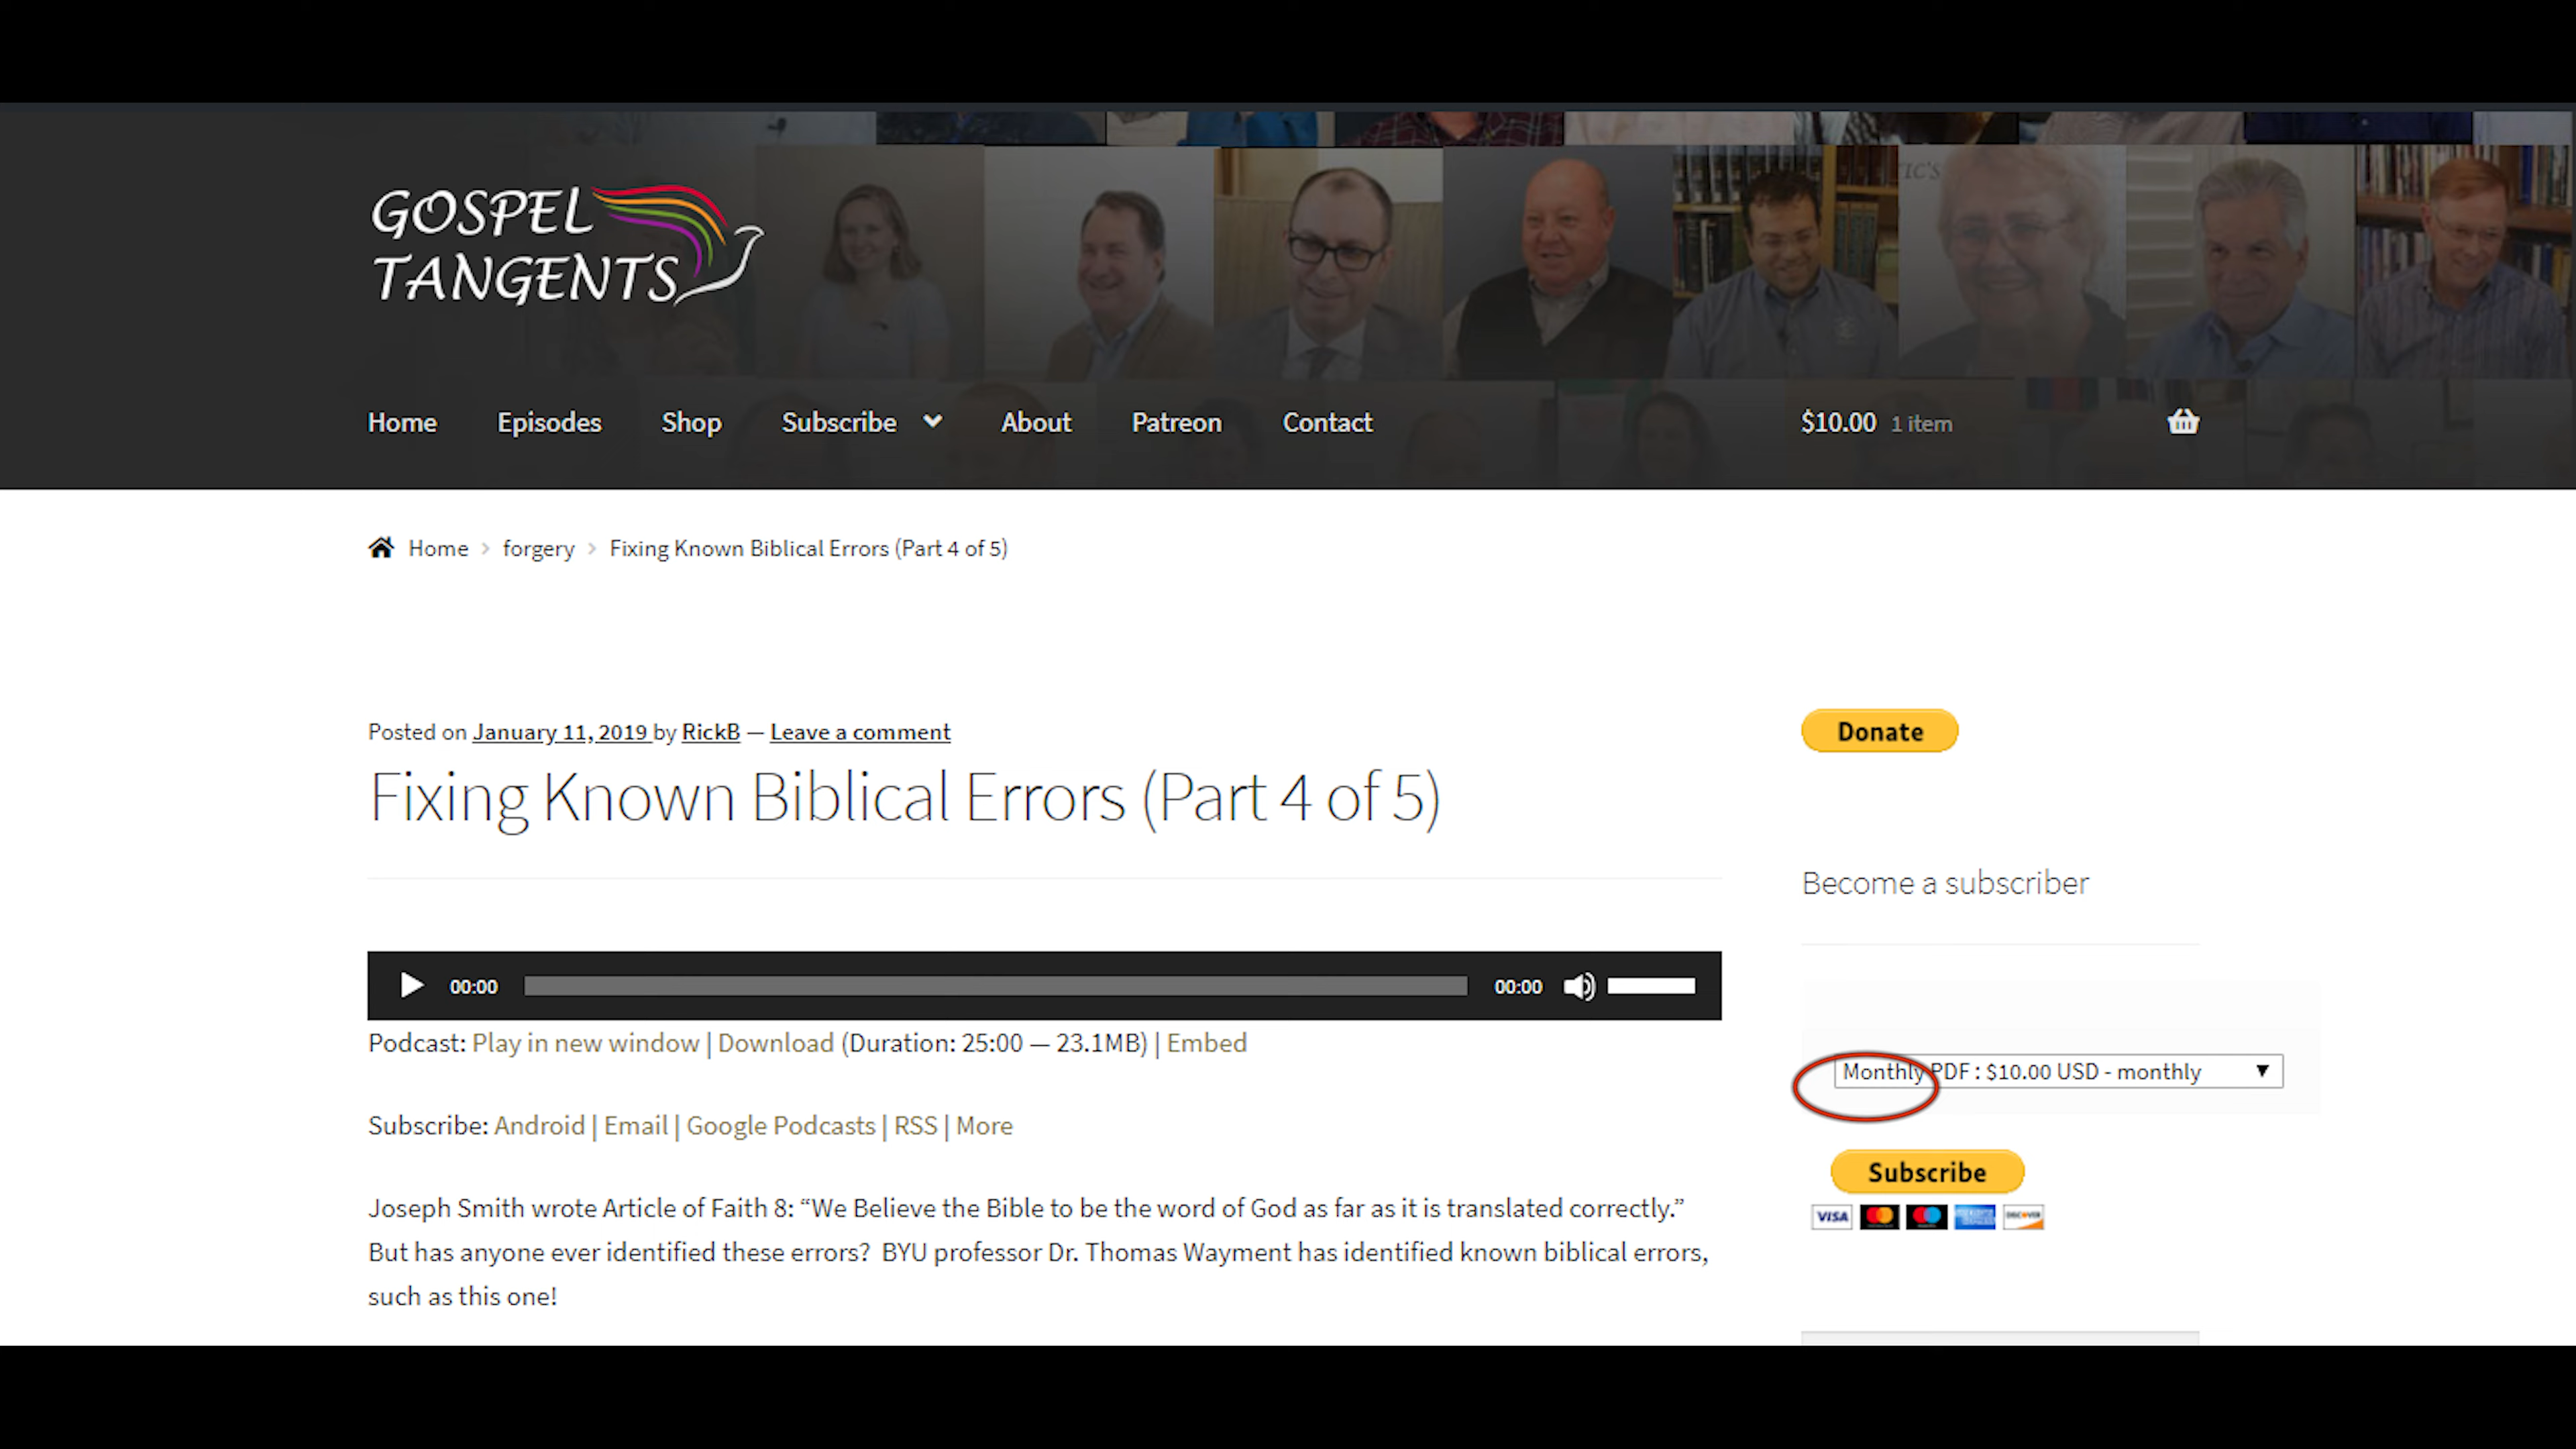 GOSPEL
TANGENTS
TIC'S
Home Episodes Shop Subscribe About Patreon Contact $10.00 1 item
Home > forgery > Fixing Known Biblical Errors (Part 4 of 5)
Posted on January 11, 2019 by RickB — Leave a comment
Donate
Fixing Known Biblical Errors (Part 4 of 5)
Become a subscriber
00:00 00:00
Podcast: Play in new window | Download (Duration: 25:00 — 23.1MB) | Embed
Monthly PDF : $10.00 USD - monthly
Subscribe: Android | Email | Google Podcasts | RSS | More
Subscribe
Joseph Smith wrote Article of Faith 8: “We Believe the Bible to be the word of God as far as it is translated correctly.”
VISA DISCOVER
But has anyone ever identified these errors? BYU professor Dr. Thomas Wayment has identified known biblical errors,
such as this one!